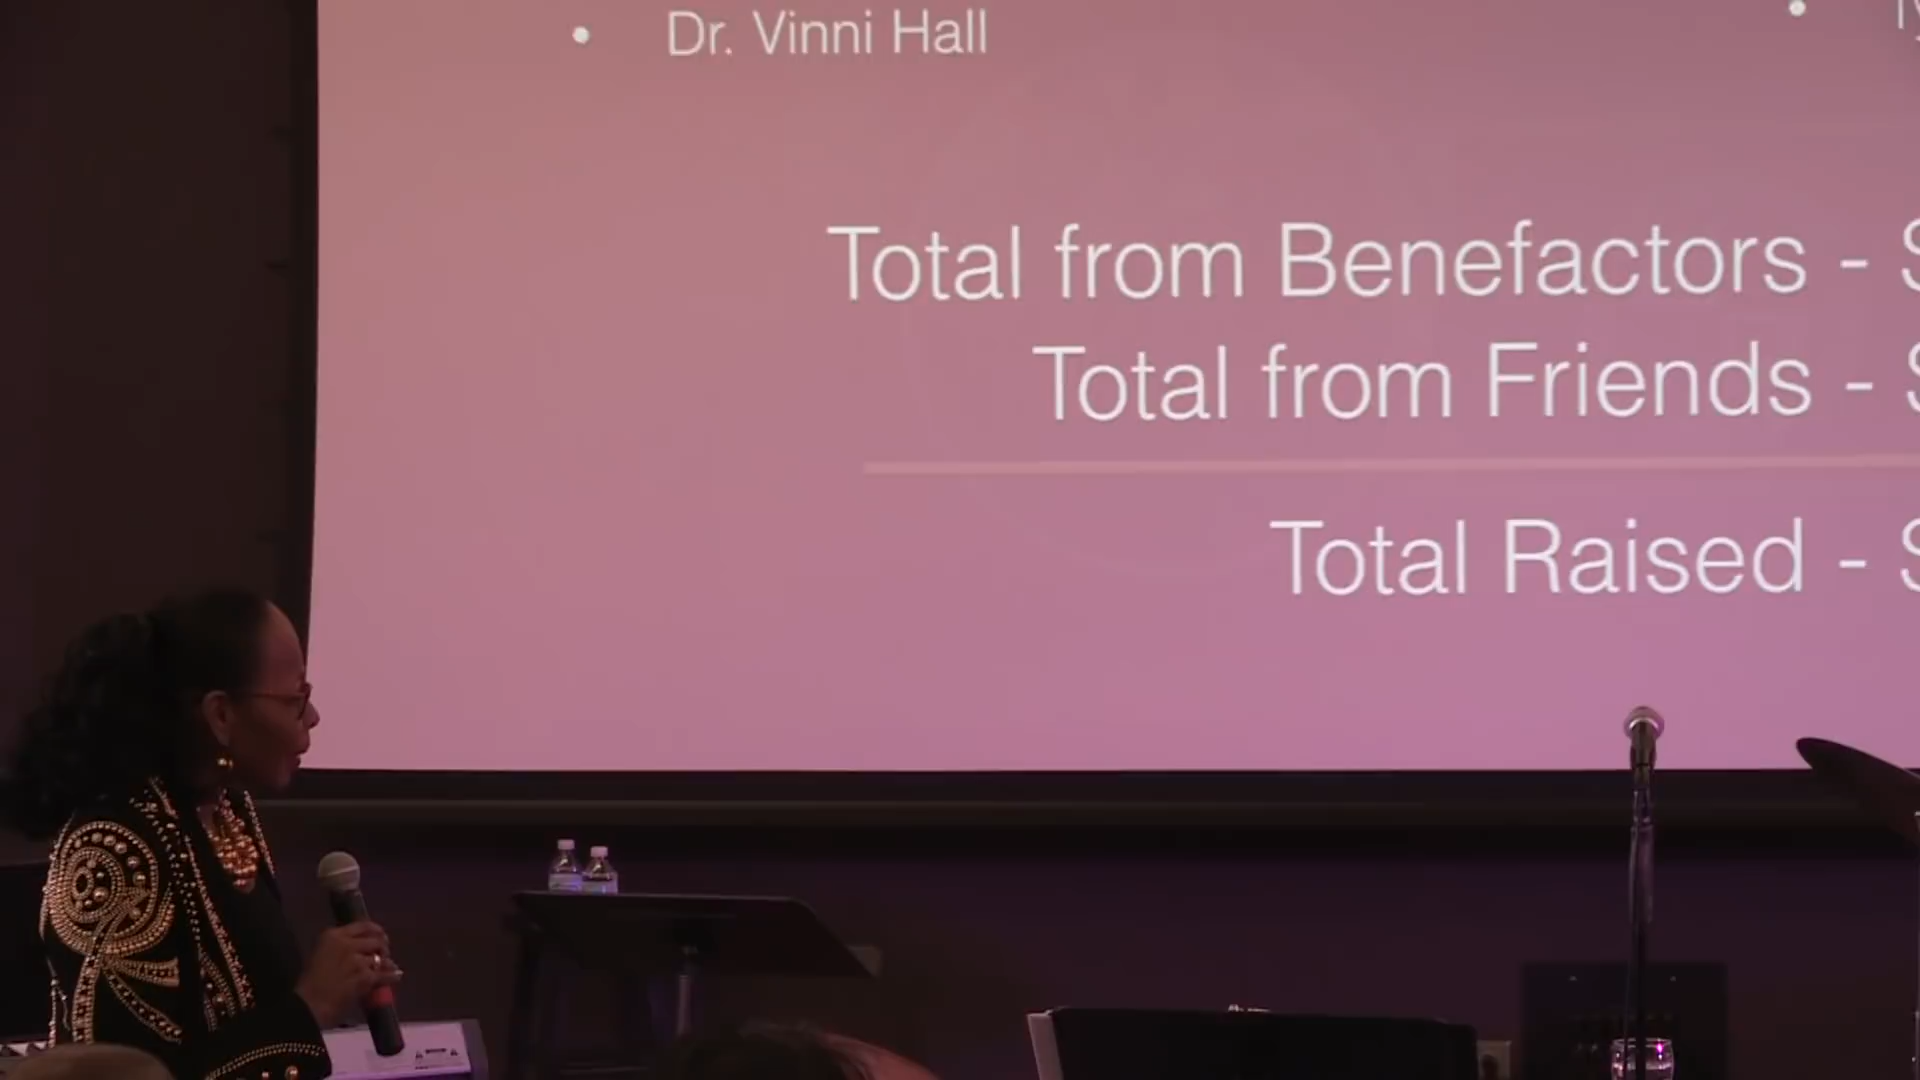 • Dr. Vinni Hall
•
Total from Benefactors - $
Total from Friends - $
Total Raised - $